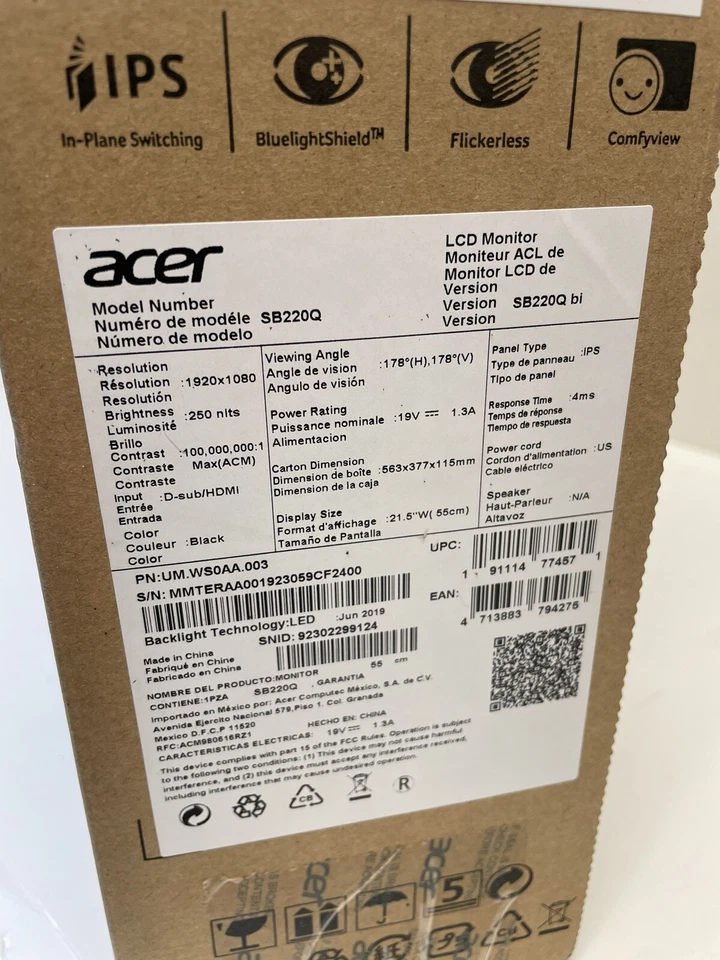 IPS
In-Plane Switching
BluelightShield™
Flickerless
Comfyview
acer
Model Number
Numéro de modéle SB220Q
Número de modelo
LCD Monitor
Moniteur ACL de
Monitor LCD de
Version
Version SB220Q bi
Version
Resolution
Résolution :1920x1080
Resolutión
Brightness :250 nits
Luminosité
Brillo
Contrast :100,000,000:1
Contraste Max(ACM)
Contraste
Input :D-sub/HDMI
Entrée
Entrada
Color
Couleur :Black
Color
Viewing Angle
Angle de vision :178°(H),178°(V)
Angulo de visión
Power Rating
Puissance nominale :19V 1.3A
Alimentacion
Carton Dimension
Dimension de boîte :563x377x115mm
Dimension de la caja
Display Size
Format d'affichage :21.5"W( 55cm)
Tamaño de Pantalla
Panel Type
Type de panneau :IPS
Tipo de panel
Response Time :4ms
Temps de réponse
Tiempo de respuesta
Power cord
Cordon d'alimentation :US
Cable eléctrico
Speaker
Haut-Parleur :N/A
Altavoz
PN:UM.WS0AA.003
S/N: MMTERAA001923059CF2400
UPC:
1 91114 77457 1
EAN:
4 713883 794275
Backlight Technology:LED :Jun 2019
SNID: 92302299124
Made in China
Fabriqué en Chine
Fabricado en China
NOMBRE DEL PRODUCTO:MONITOR 55 cm
CONTIENE:1PZA SB220Q , GARANTIA
Importado en México por: Acer Computec México, S.A. de C.V.
Avenida Ejercito Nacional 579,Piso 1. Col. Granada
Mexico D.F.C.P 11520
RFC:ACM980616RZ1 HECHO EN: CHINA
CARACTERISTICAS ELECTRICAS: 19V 1.3A
This device complies with part 15 of the FCC Rules. Operation is subject
to the following two conditions: (1) This device may not cause harmful
interference, and (2) this device must accept any interference received,
including interference that may cause undesired operation.
CB
R
acer
5